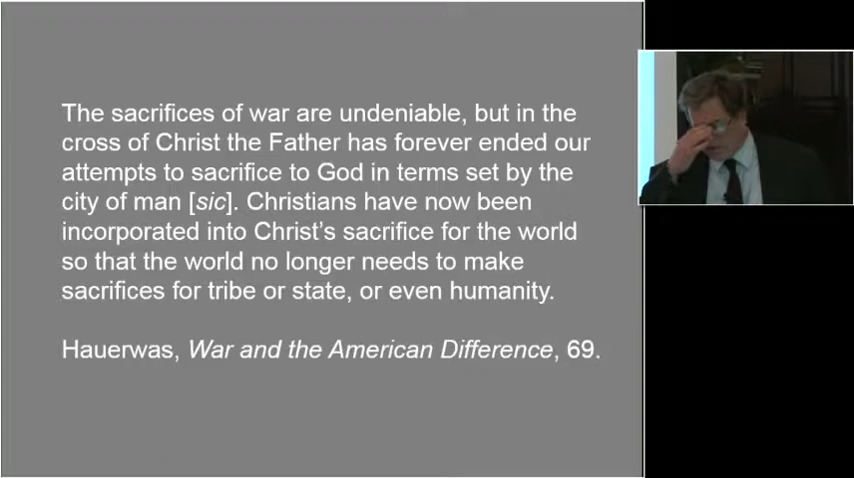 The sacrifices of war are undeniable, but in the
cross of Christ the Father has forever ended our
attempts to sacrifice to God in terms set by the
city of man [sic]. Christians have now been
incorporated into Christ’s sacrifice for the world
so that the world no longer needs to make
sacrifices for tribe or state, or even humanity.
Hauerwas, War and the American Difference, 69.